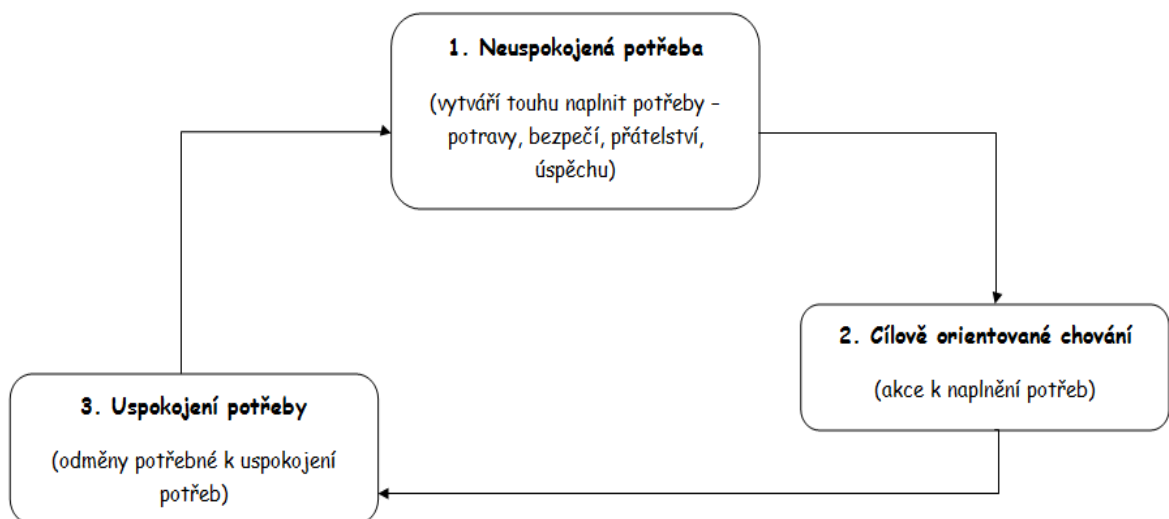 1. Neuspokojená potřeba
(vytváří touhu naplnit potřeby –
potravy, bezpečí, přátelství,
úspěchu)
2. Cílově orientované chování
(akce k naplnění potřeb)
3. Uspokojení potřeby
(odměny potřebné k uspokojení
potřeb)